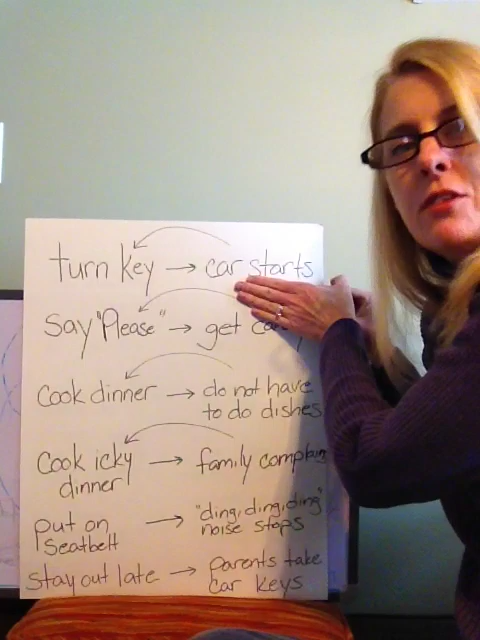 turn key → car starts
say "Please" → get
cook dinner → do not have
to do dishes
cook icky → family complains
dinner
put on → "ding, ding, ding"
seatbelt noise stops
stay out late → parents take
car keys